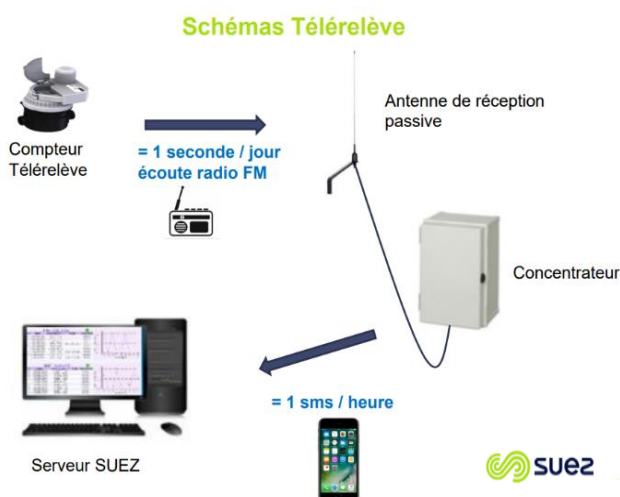 Schémas Télérelève
Compteur
Télérelève
= 1 seconde / jour
écoute radio FM
Antenne de réception
passive
Concentrateur
= 1 sms / heure
Serveur SUEZ
suez